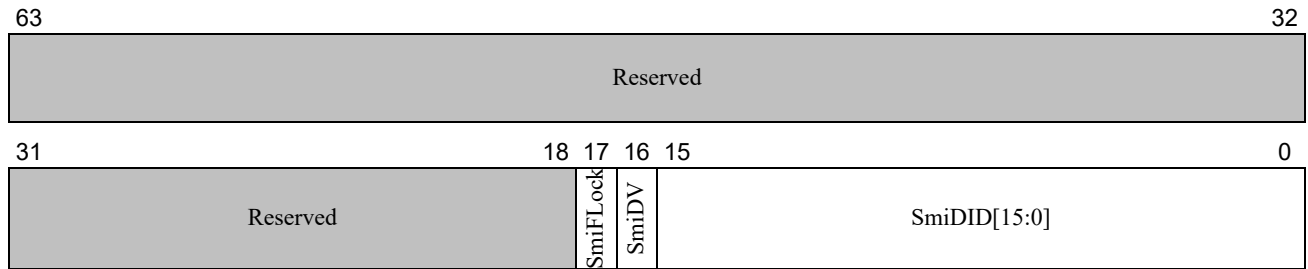 63 32
Reserved
31 18 17 16 15 0
Reserved SmiFLock SmiDV SmiDID[15:0]